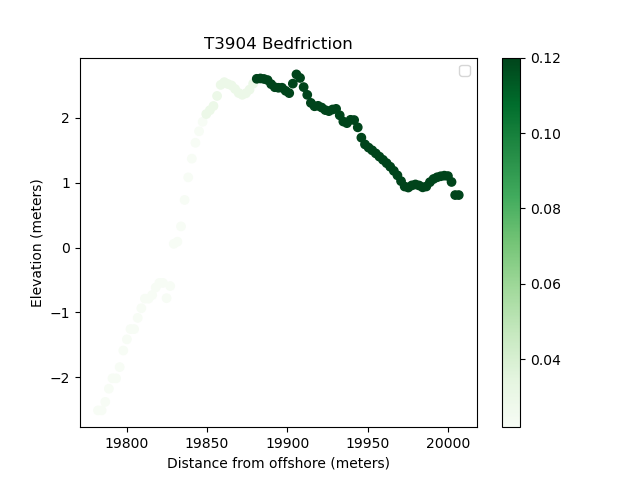 T3904 Bedfriction
Elevation (meters)
2
1
0
−1
−2
19800 19850 19900 19950 20000
Distance from offshore (meters)
0.12
0.10
0.08
0.06
0.04